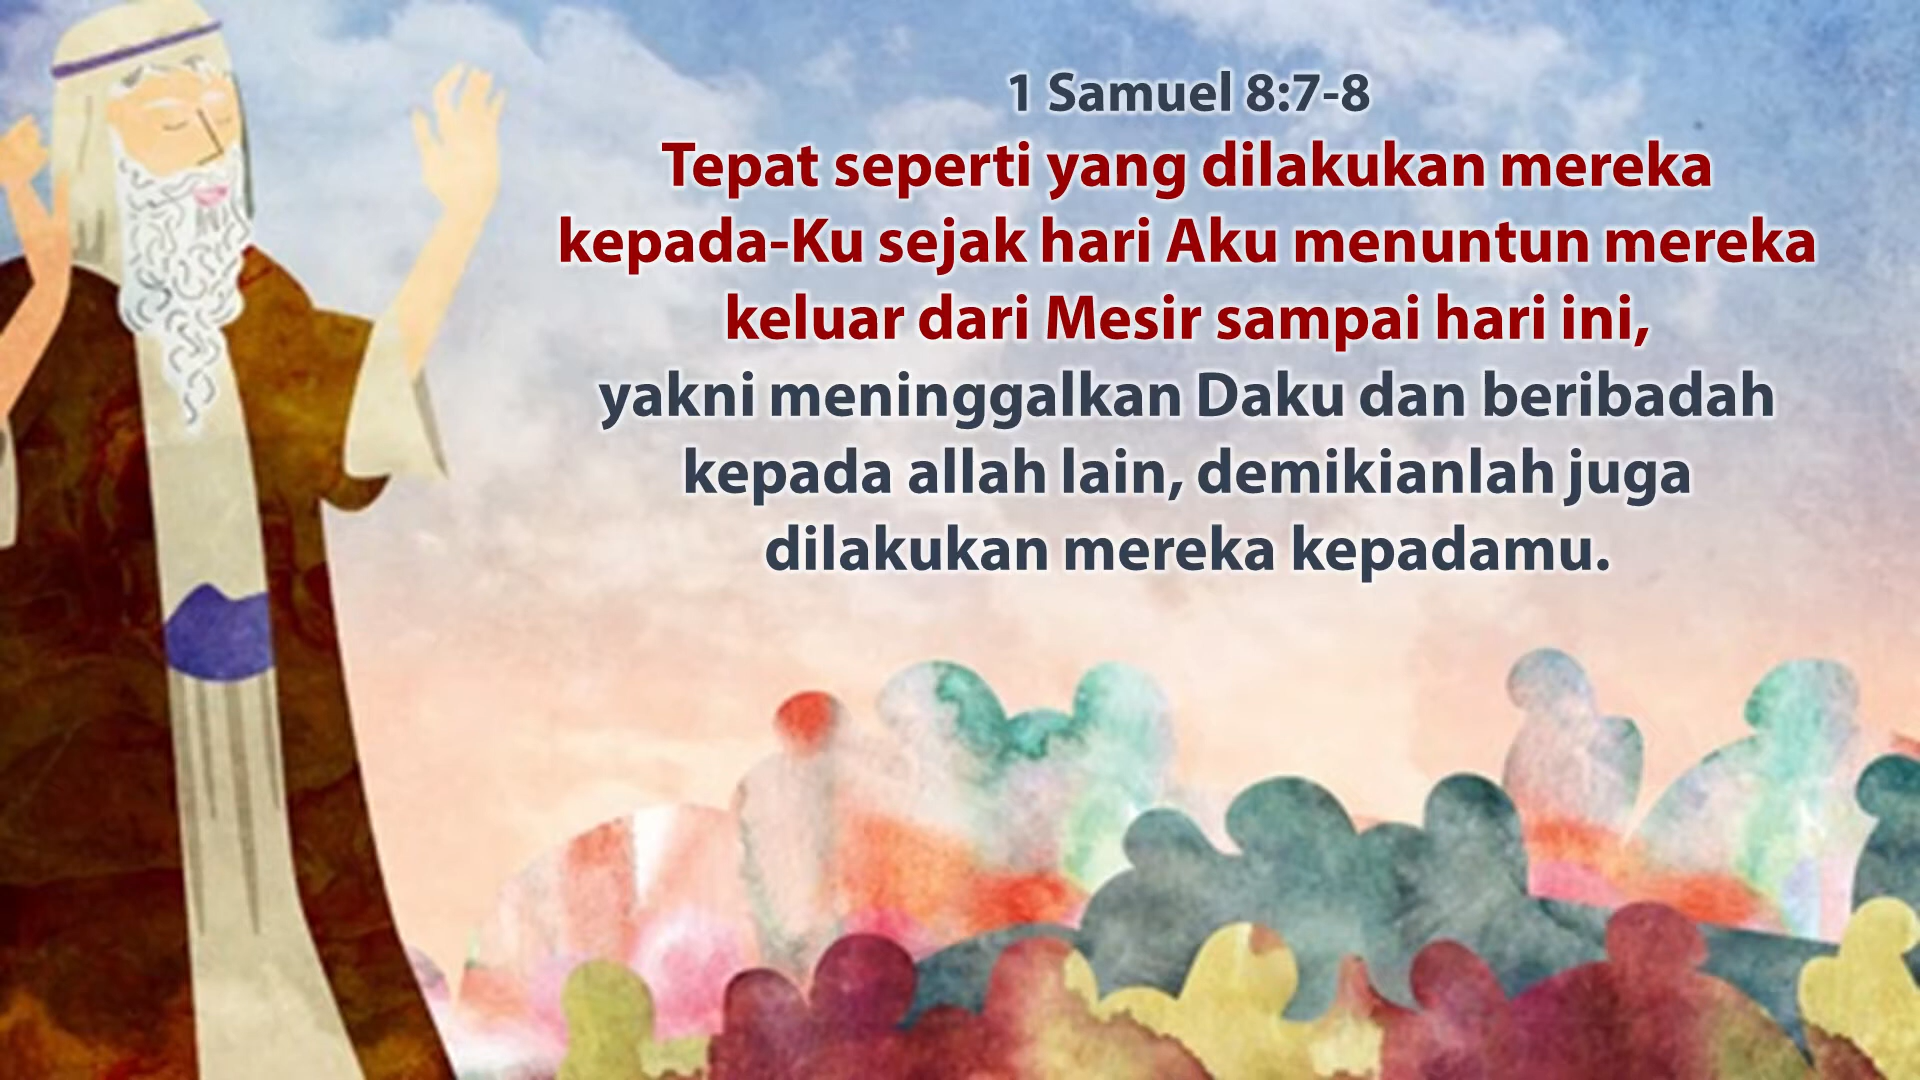 1 Samuel 8:7-8
Tepat seperti yang dilakukan mereka
kepada-Ku sejak hari Aku menuntun mereka
keluar dari Mesir sampai hari ini,
yakni meninggalkan Daku dan beribadah
kepada allah lain, demikianlah juga
dilakukan mereka kepadamu.